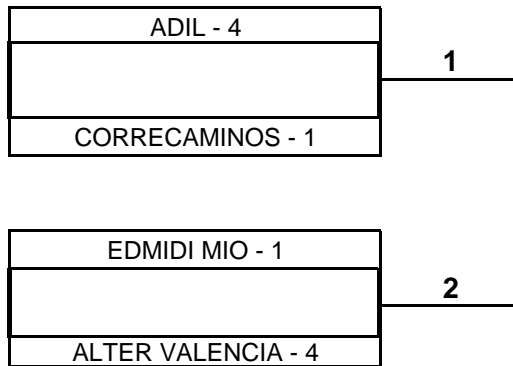 ADIL - 4
1
CORRECAMINOS - 1
EDMIDI MIO - 1
2
ALTER VALENCIA - 4